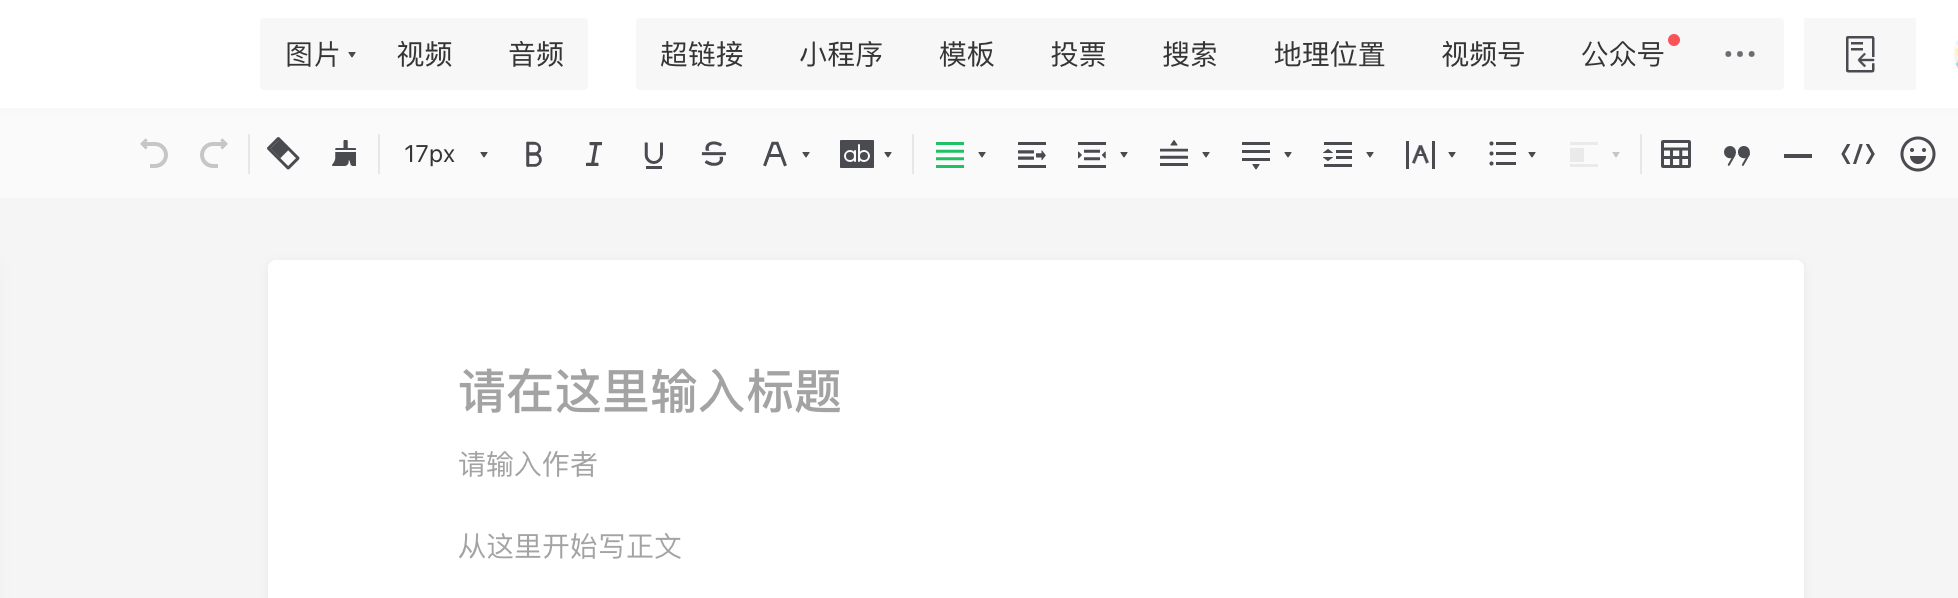 图片 视频 音频 超链接 小程序 模板 投票 搜索 地理位置 视频号 公众号 •••
17px B I U S A ab |A| ❞ — </>
请在这里输入标题
请输入作者
从这里开始写正文